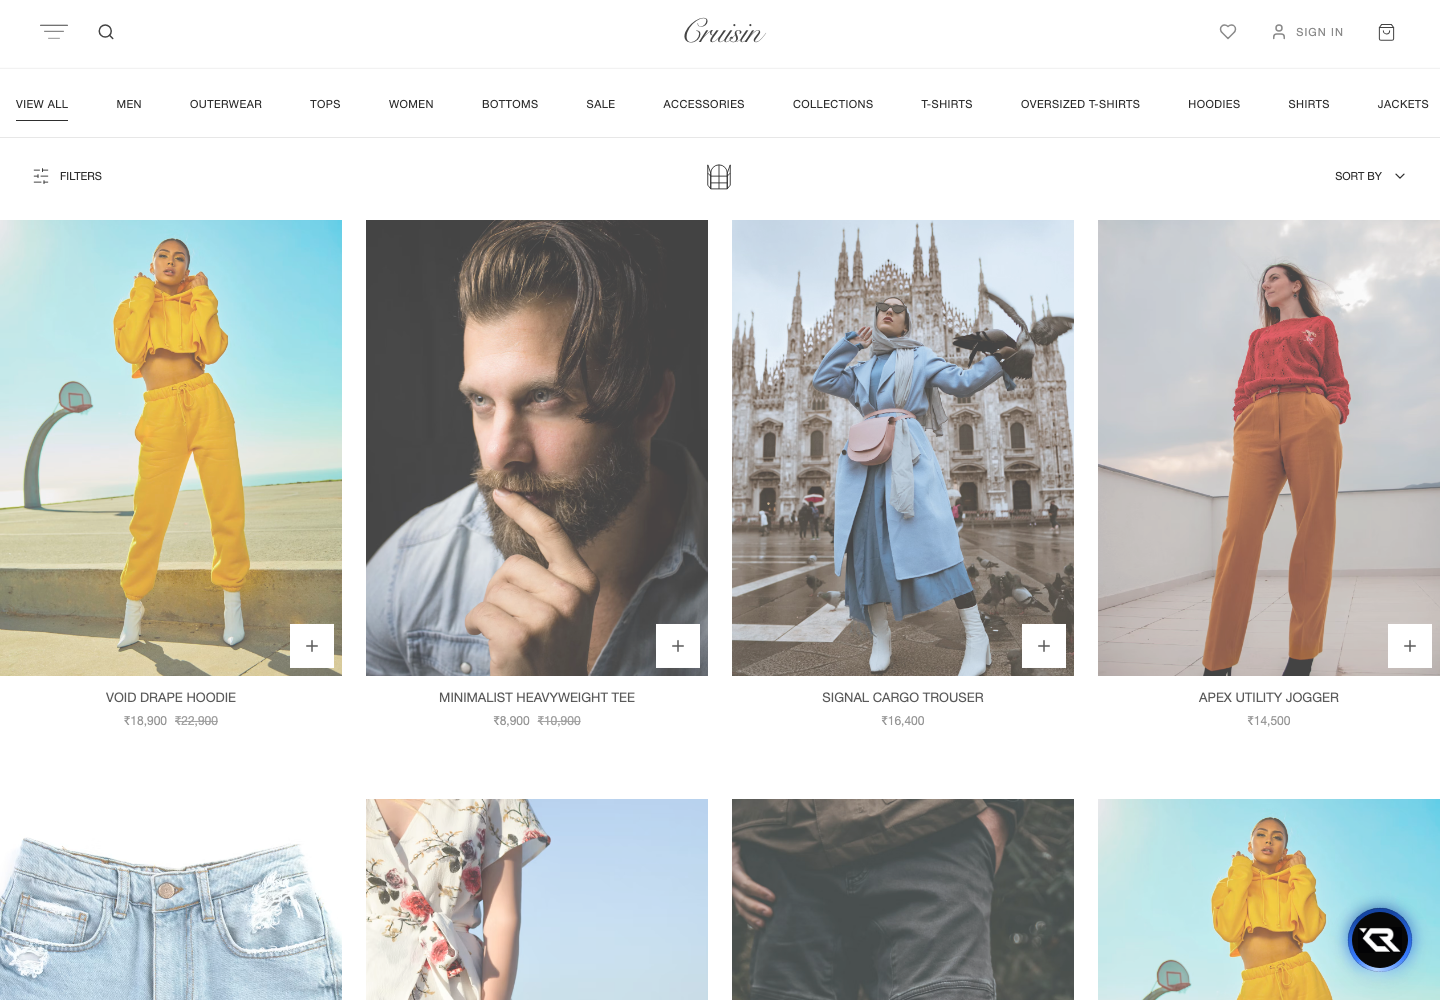 Cruisin
SIGN IN
VIEW ALL
MEN
OUTERWEAR
TOPS
WOMEN
BOTTOMS
SALE
ACCESSORIES
COLLECTIONS
T-SHIRTS
OVERSIZED T-SHIRTS
HOODIES
SHIRTS
JACKETS
FILTERS
SORT BY
VOID DRAPE HOODIE
₹18,900 ₹22,900
MINIMALIST HEAVYWEIGHT TEE
₹8,900 ₹10,900
SIGNAL CARGO TROUSER
₹16,400
APEX UTILITY JOGGER
₹14,500